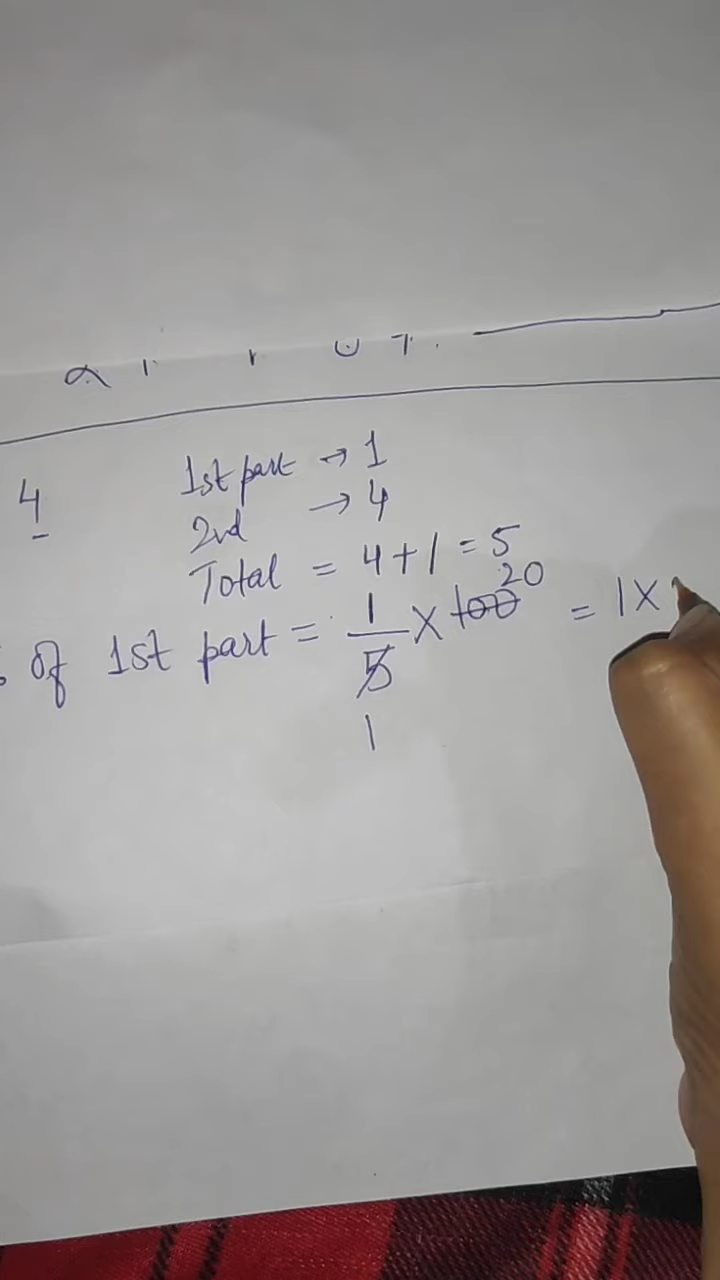 4
1st part → 1
2nd → 4
Total = 4+1 = 5
of 1st part = 1/5 × 100 20 = 1×
1